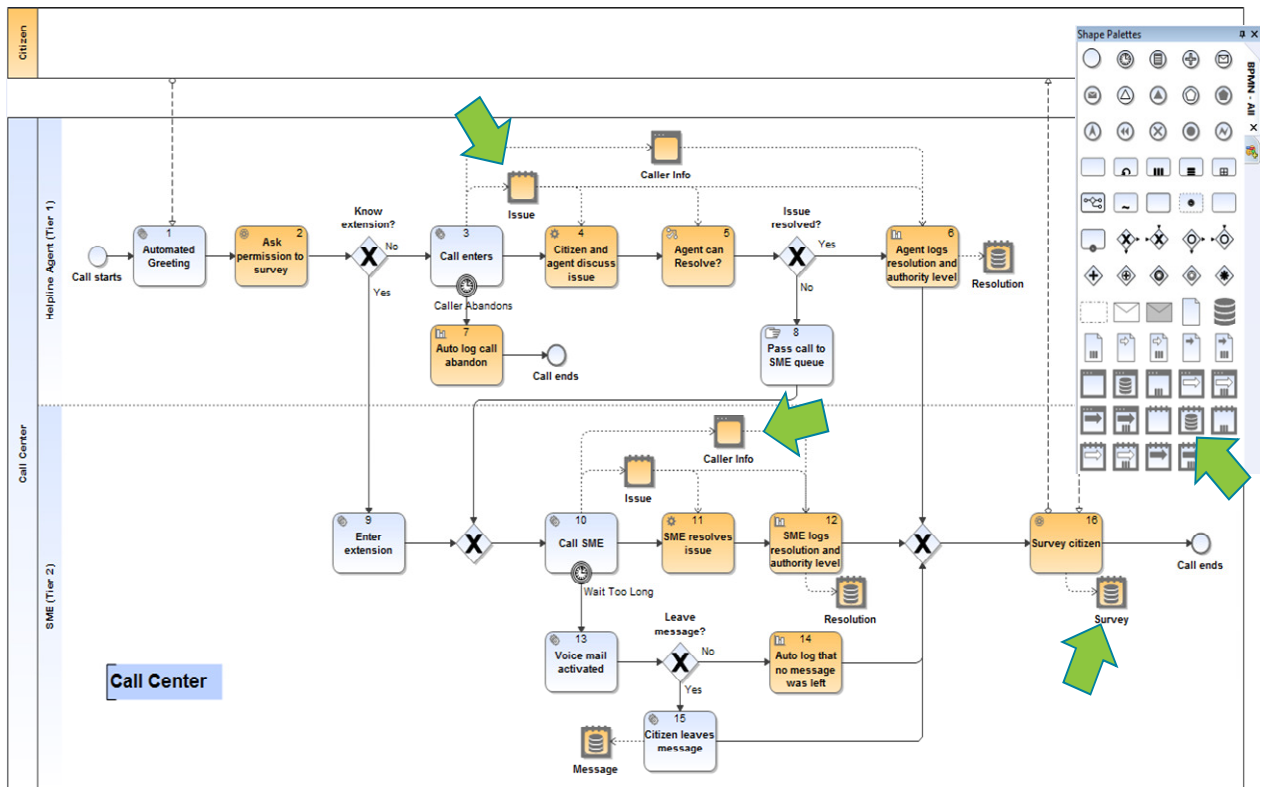 Citizen
Shape Palettes
BPMN - All
Call Center
Helpline Agent (Tier 1)
SME (Tier 2)
Caller Info
Issue
Know
extension?
No
Yes
Issue
resolved?
Yes
No
Call starts
1
Automated
Greeting
2
Ask
permission to
survey
3
Call enters
4
Citizen and
agent discuss
issue
5
Agent can
Resolve?
6
Agent logs
resolution and
authority level
Resolution
Caller Abandons
7
Auto log call
abandon
Call ends
8
Pass call to
SME queue
Caller Info
Issue
9
Enter
extension
10
Call SME
11
SME resolves
issue
12
SME logs
resolution and
authority level
16
Survey citizen
Call ends
Wait Too Long
Resolution
Survey
Leave
message?
No
Yes
13
Voice mail
activated
14
Auto log that
no message
was left
Call Center
15
Citizen leaves
message
Message